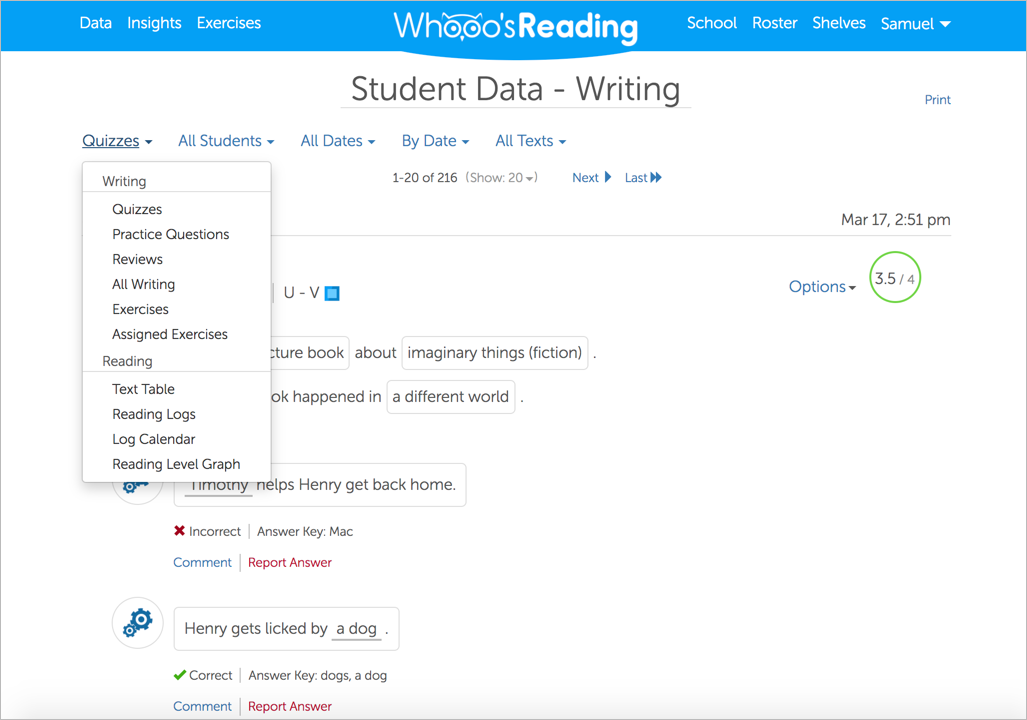 Data Insights Exercises Whooo'sReading School Roster Shelves Samuel
Student Data - Writing
Print
Quizzes All Students All Dates By Date All Texts
1-20 of 216 (Show: 20) Next Last
Writing
Quizzes
Practice Questions
Reviews
All Writing
Exercises
Assigned Exercises
Reading
Text Table
Reading Logs
Log Calendar
Reading Level Graph
Mar 17, 2:51 pm
U - V
Options 3.5 / 4
cture book about imaginary things (fiction) .
ok happened in a different world .
Timothy helps Henry get back home.
Incorrect | Answer Key: Mac
Comment | Report Answer
Henry gets licked by a dog .
Correct | Answer Key: dogs, a dog
Comment | Report Answer